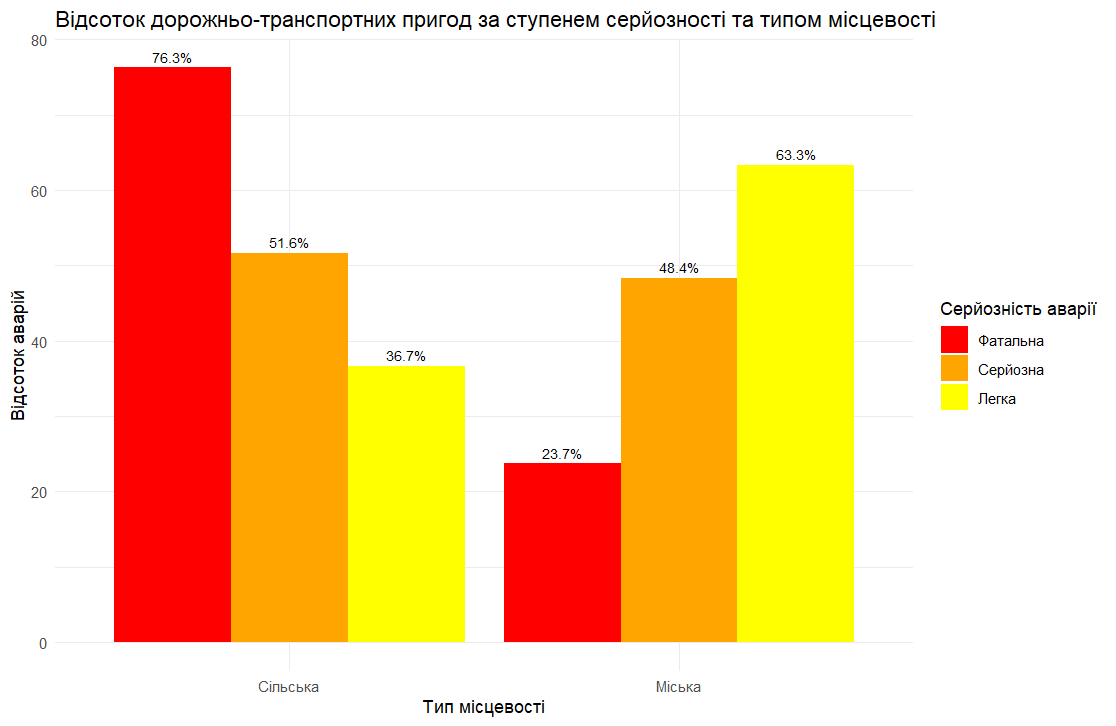 Відсоток дорожньо-транспортних пригод за ступенем серйозності та типом місцевості
80
60
40
20
0
Відсоток аварій
76.3%
51.6%
36.7%
23.7%
48.4%
63.3%
Сільська
Міська
Тип місцевості
Серйозність аварії
Фатальна
Серйозна
Легка